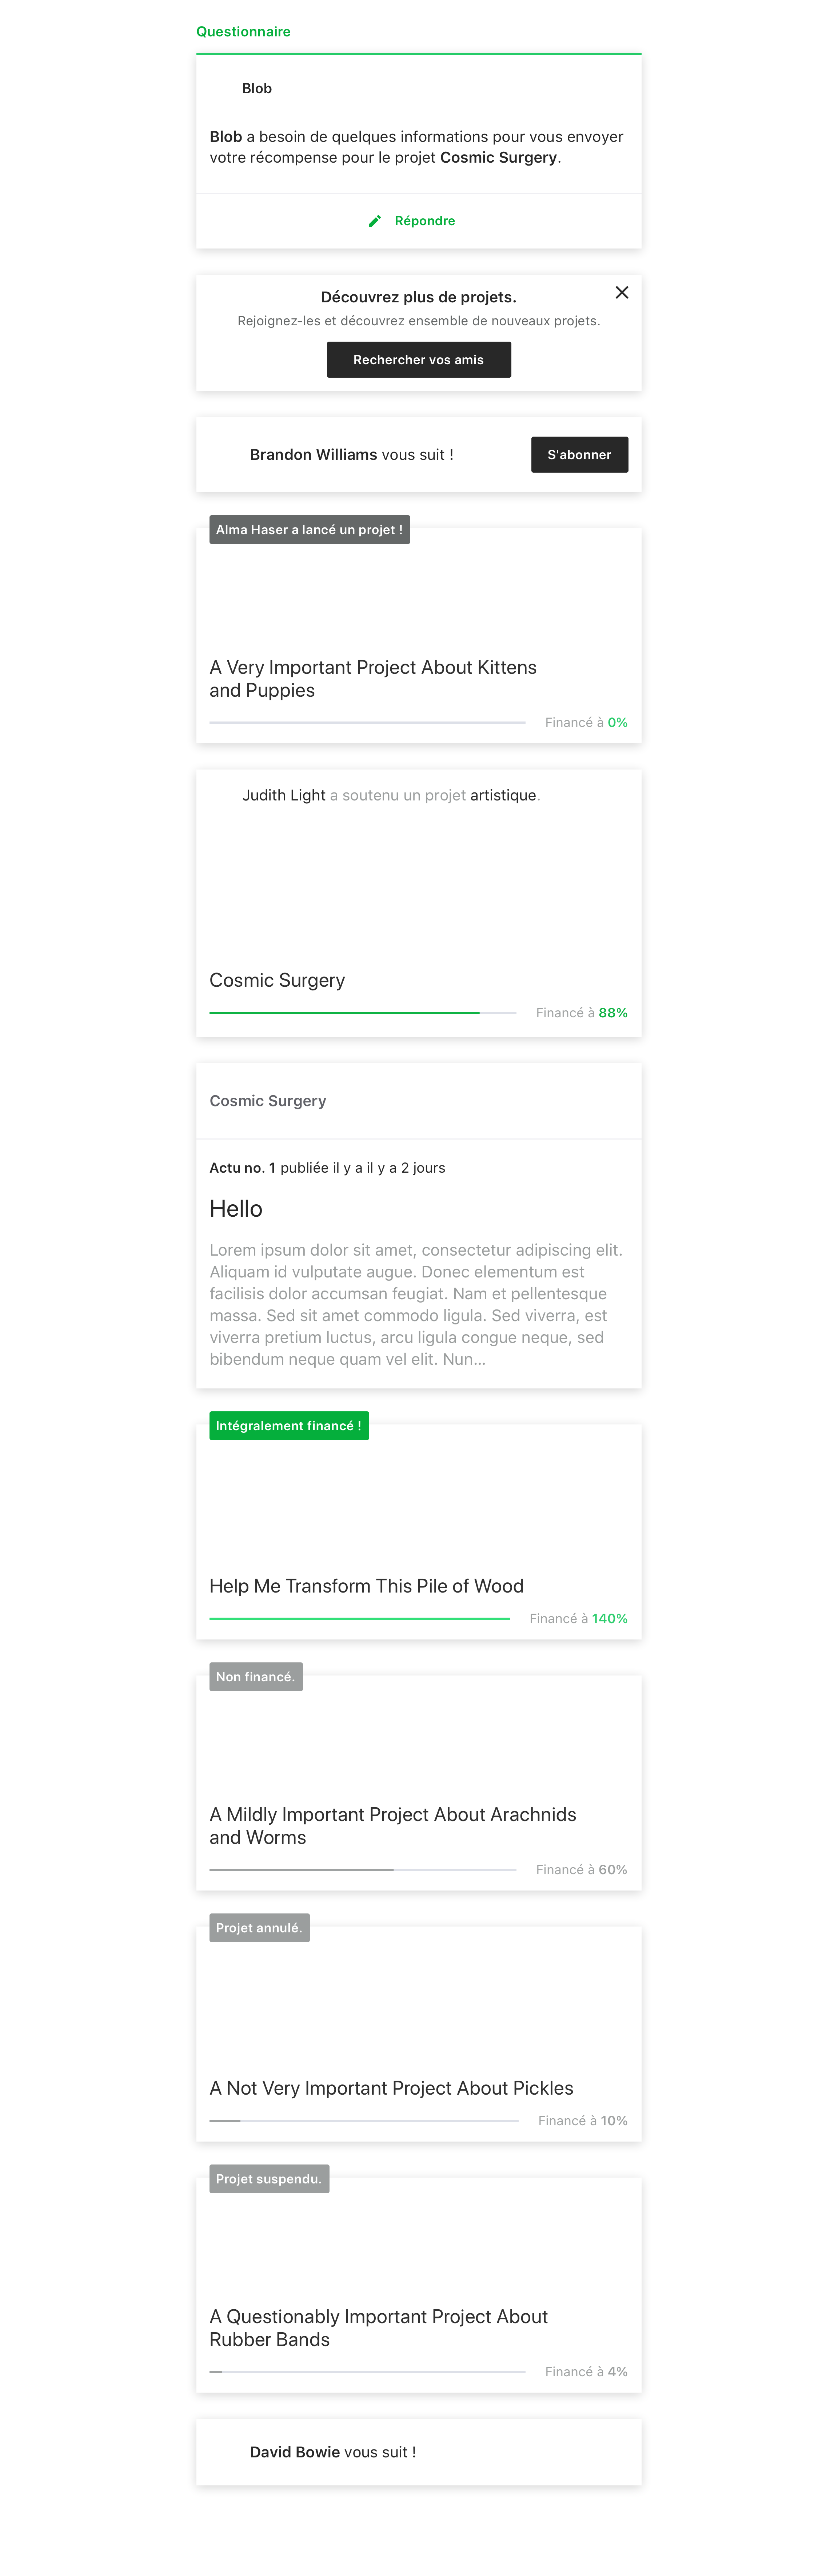 Questionnaire
Blob
Blob a besoin de quelques informations pour vous envoyer
votre récompense pour le projet Cosmic Surgery.
Répondre
Découvrez plus de projets.
Rejoignez-les et découvrez ensemble de nouveaux projets.
Rechercher vos amis
Brandon Williams vous suit !
S'abonner
Alma Haser a lancé un projet !
A Very Important Project About Kittens
and Puppies
Financé à 0%
Judith Light a soutenu un projet artistique.
Cosmic Surgery
Financé à 88%
Cosmic Surgery
Actu no. 1 publiée il y a il y a 2 jours
Hello
Lorem ipsum dolor sit amet, consectetur adipiscing elit.
Aliquam id vulputate augue. Donec elementum est
facilisis dolor accumsan feugiat. Nam et pellentesque
massa. Sed sit amet commodo ligula. Sed viverra, est
viverra pretium luctus, arcu ligula congue neque, sed
bibendum neque quam vel elit. Nun...
Intégralement financé !
Help Me Transform This Pile of Wood
Financé à 140%
Non financé.
A Mildly Important Project About Arachnids
and Worms
Financé à 60%
Projet annulé.
A Not Very Important Project About Pickles
Financé à 10%
Projet suspendu.
A Questionably Important Project About
Rubber Bands
Financé à 4%
David Bowie vous suit !